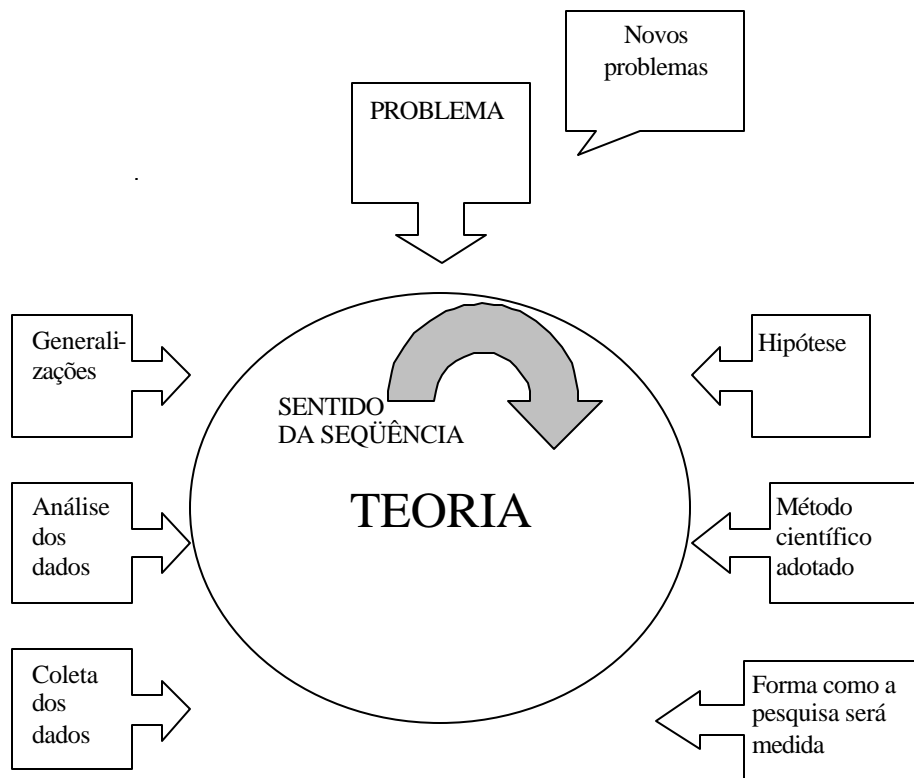 Novos
problemas
PROBLEMA
Generali-
zações
Hipótese
SENTIDO
DA SEQÜÊNCIA
TEORIA
Análise
dos
dados
Método
científico
adotado
Coleta
dos
dados
Forma como a
pesquisa será
medida